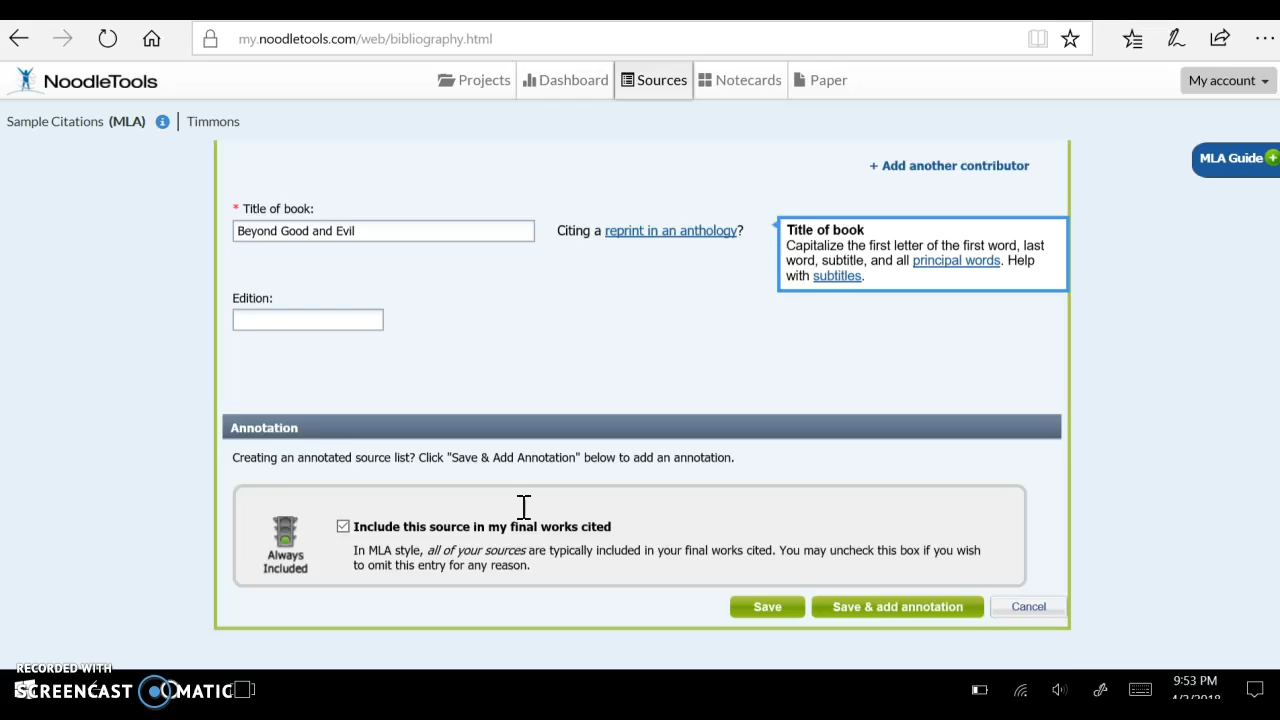 my.noodletools.com/web/bibliography.html
NoodleTools
Projects
Dashboard
Sources
Notecards
Paper
My account
Sample Citations (MLA)
Timmons
MLA Guide
+ Add another contributor
* Title of book:
Beyond Good and Evil
Citing a reprint in an anthology?
Title of book
Capitalize the first letter of the first word, last
word, subtitle, and all principal words. Help
with subtitles.
Edition:
Annotation
Creating an annotated source list? Click "Save & Add Annotation" below to add an annotation.
Always
Included
Include this source in my final works cited
In MLA style, all of your sources are typically included in your final works cited. You may uncheck this box if you wish
to omit this entry for any reason.
Save
Save & add annotation
Cancel
RECORDED WITH
SCREENCAST MATIC
9:53 PM